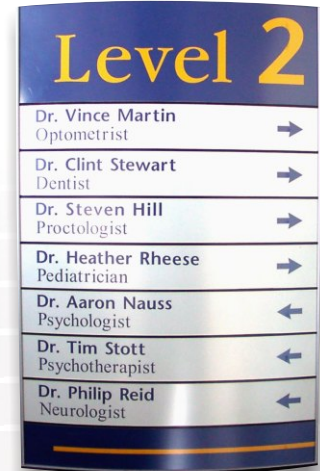 Level 2
Dr. Vince Martin
Optometrist
Dr. Clint Stewart
Dentist
Dr. Steven Hill
Proctologist
Dr. Heather Rheese
Pediatrician
Dr. Aaron Nauss
Psychologist
Dr. Tim Stott
Psychotherapist
Dr. Philip Reid
Neurologist